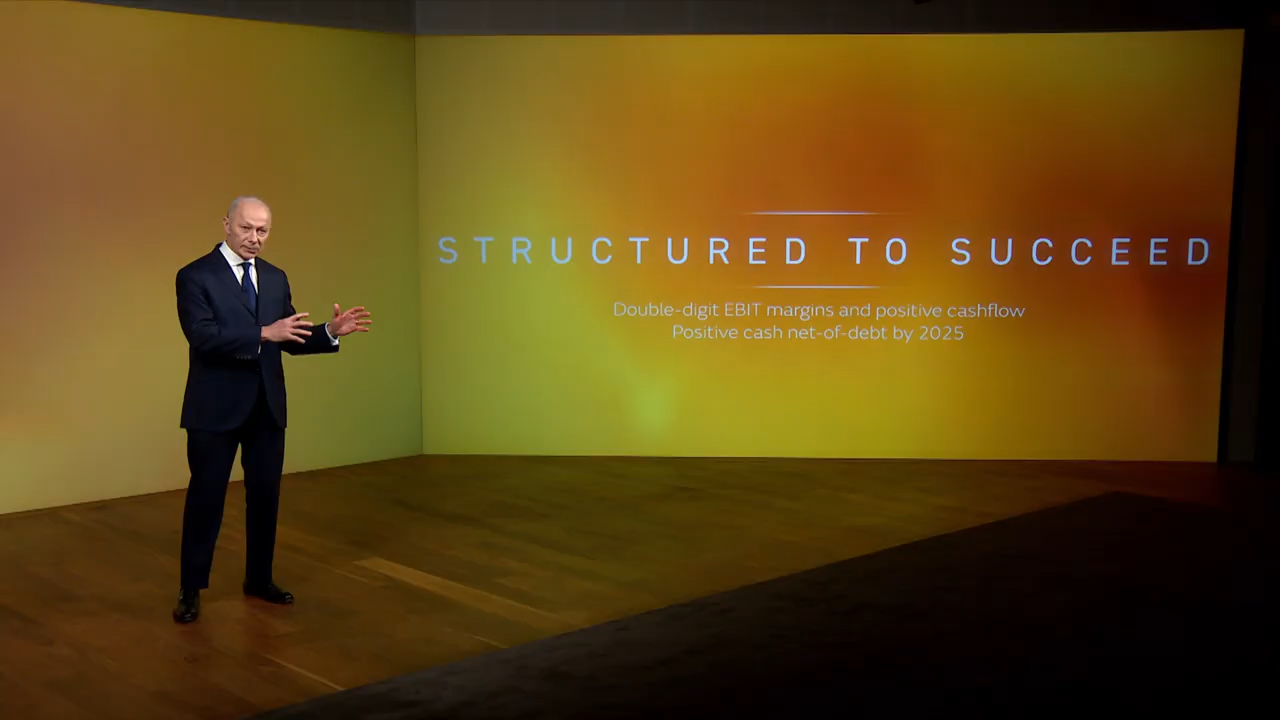 STRUCTURED TO SUCCEED
Double-digit EBIT margins and positive cashflow
Positive cash net-of-debt by 2025